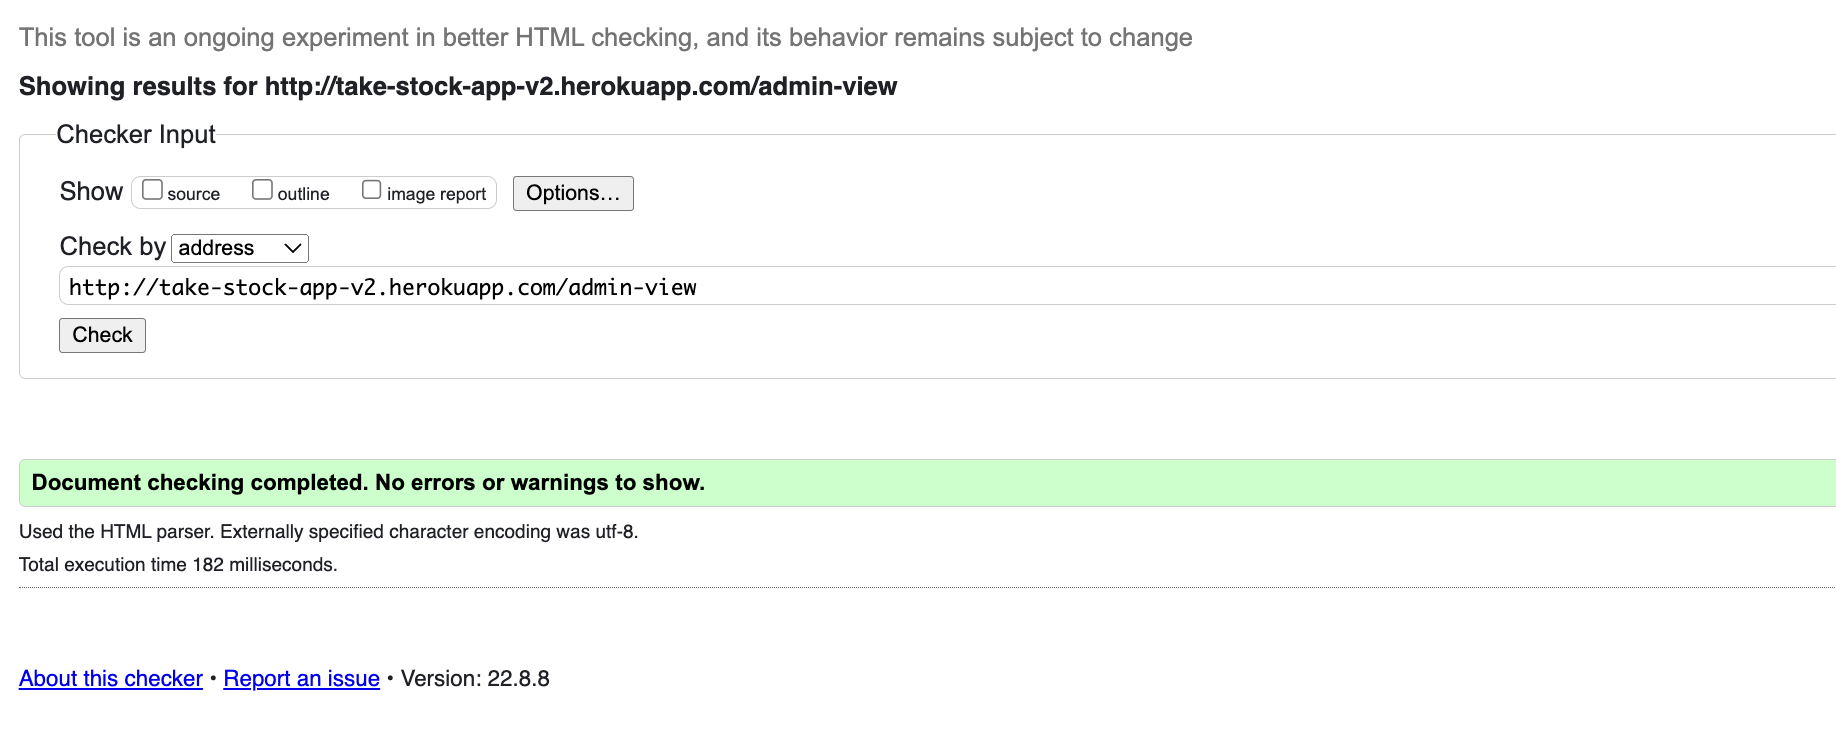 This tool is an ongoing experiment in better HTML checking, and its behavior remains subject to change
Showing results for http://take-stock-app-v2.herokuapp.com/admin-view
Checker Input
Show source outline image report Options...
Check by address
http://take-stock-app-v2.herokuapp.com/admin-view
Check
Document checking completed. No errors or warnings to show.
Used the HTML parser. Externally specified character encoding was utf-8.
Total execution time 182 milliseconds.
About this checker • Report an issue • Version: 22.8.8